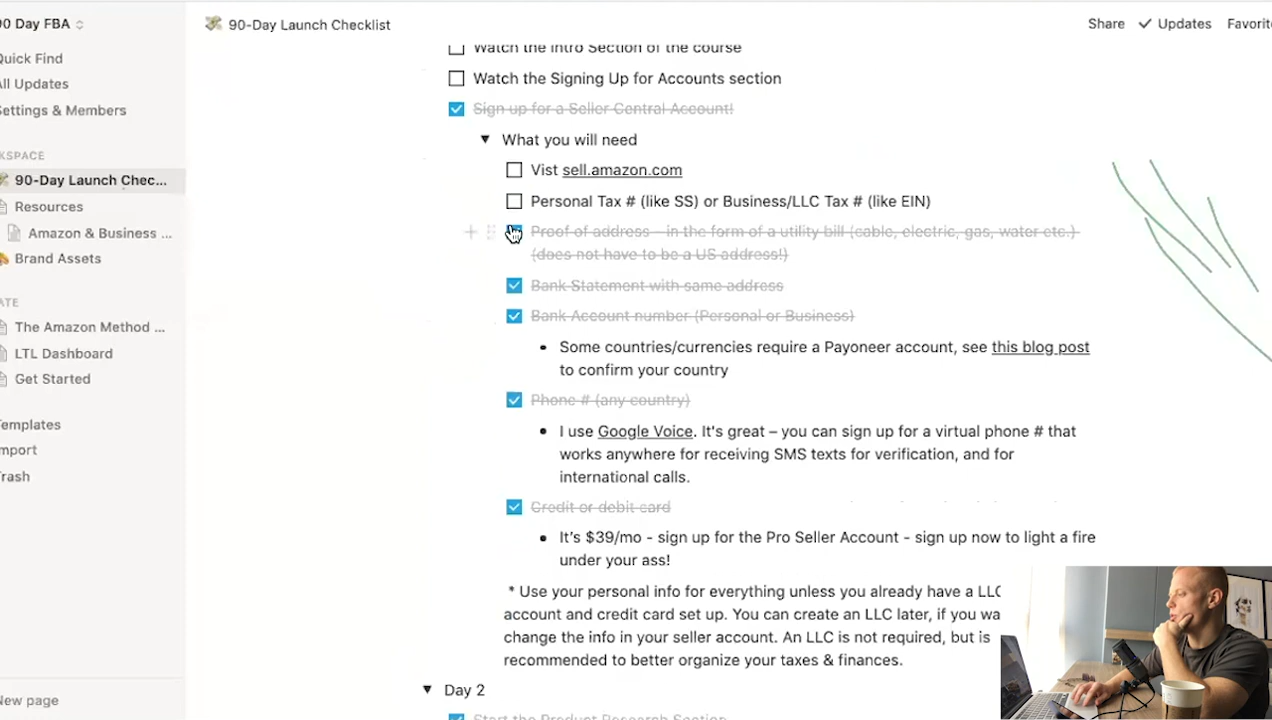 90 Day FBA
90-Day Launch Checklist
Share
Updates
Favorit
Quick Find
All Updates
Settings & Members
KSPACE
90-Day Launch Chec...
Resources
Amazon & Business ...
Brand Assets
ATE
The Amazon Method ...
LTL Dashboard
Get Started
Templates
mport
Trash
New page
Watch the Intro Section of the course
Watch the Signing Up for Accounts section
Sign up for a Seller Central Account!
What you will need
Vist sell.amazon.com
Personal Tax # (like SS) or Business/LLC Tax # (like EIN)
Proof of address - in the form of a utility bill (cable, electric, gas, water etc.)
(does not have to be a US address!)
Bank Statement with same address
Bank Account number (Personal or Business)
Some countries/currencies require a Payoneer account, see this blog post
to confirm your country
Phone # (any country)
I use Google Voice. It's great – you can sign up for a virtual phone # that
works anywhere for receiving SMS texts for verification, and for
international calls.
Credit or debit card
It's $39/mo - sign up for the Pro Seller Account - sign up now to light a fire
under your ass!
* Use your personal info for everything unless you already have a LLC
account and credit card set up. You can create an LLC later, if you wa
change the info in your seller account. An LLC is not required, but is
recommended to better organize your taxes & finances.
Day 2
Start the Product Research Section